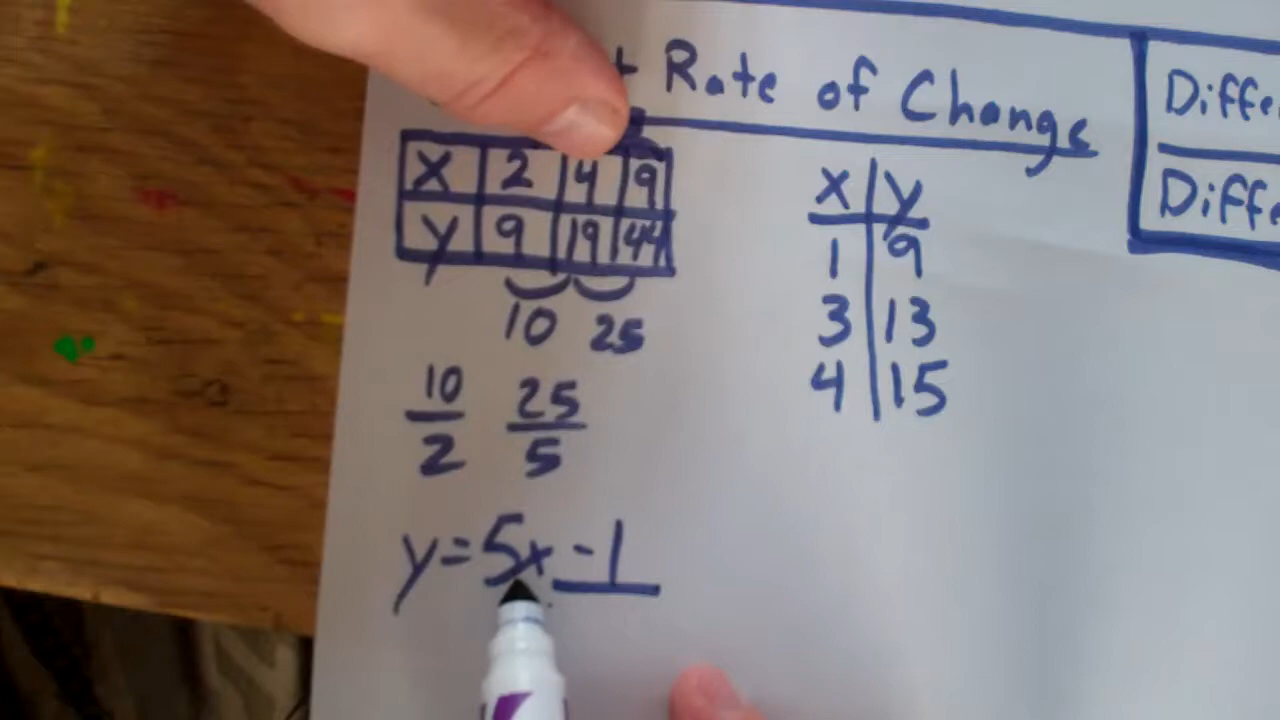 Rate of Change
Diffe
Diffe
X 2 4 9
y 9 19 44
10 25
10/2 25/5
y=5x-1
X y
1 9
3 13
4 15